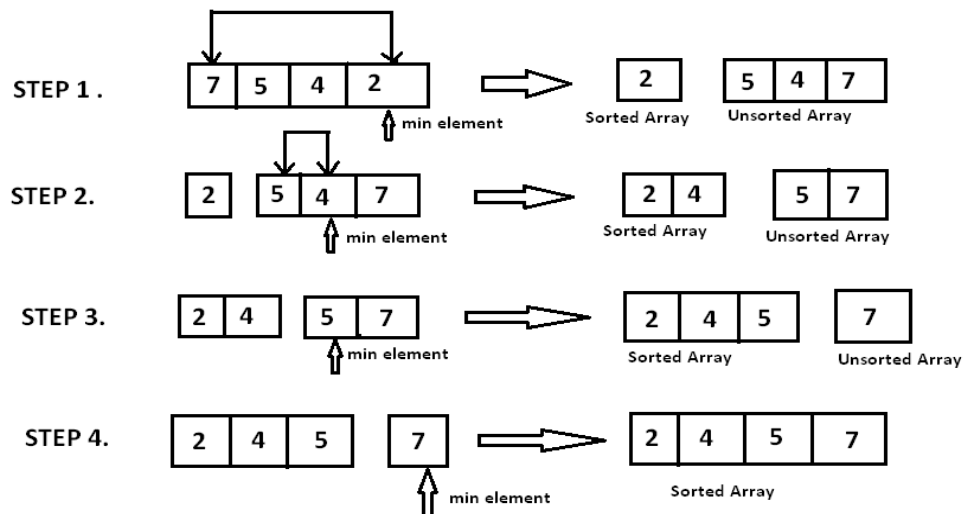 STEP 1 .
7 5 4 2
min element
2
Sorted Array
5 4 7
Unsorted Array
STEP 2.
2
5 4 7
min element
2 4
Sorted Array
5 7
Unsorted Array
STEP 3.
2 4
5 7
min element
2 4 5
Sorted Array
7
Unsorted Array
STEP 4.
2 4 5
7
min element
2 4 5 7
Sorted Array